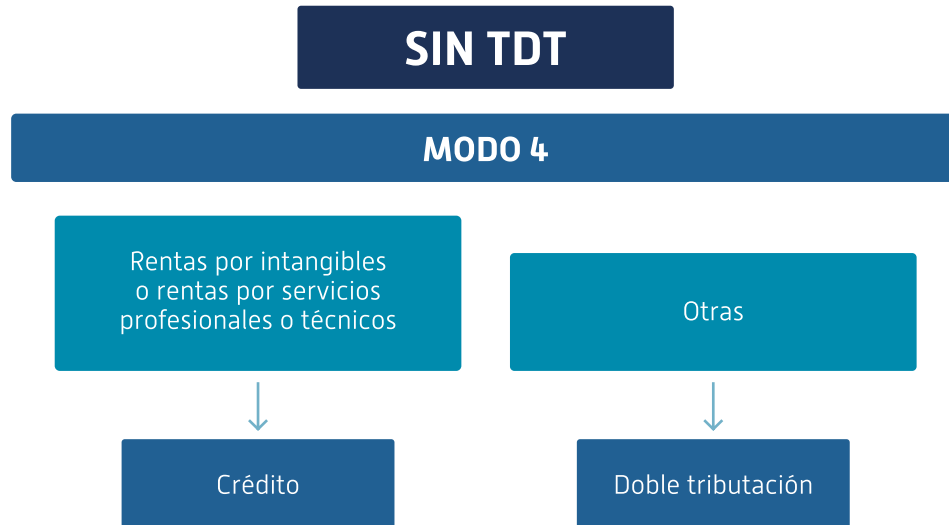 SIN TDT
MODO 4
Rentas por intangibles
o rentas por servicios
profesionales o técnicos
Otras
Crédito
Doble tributación